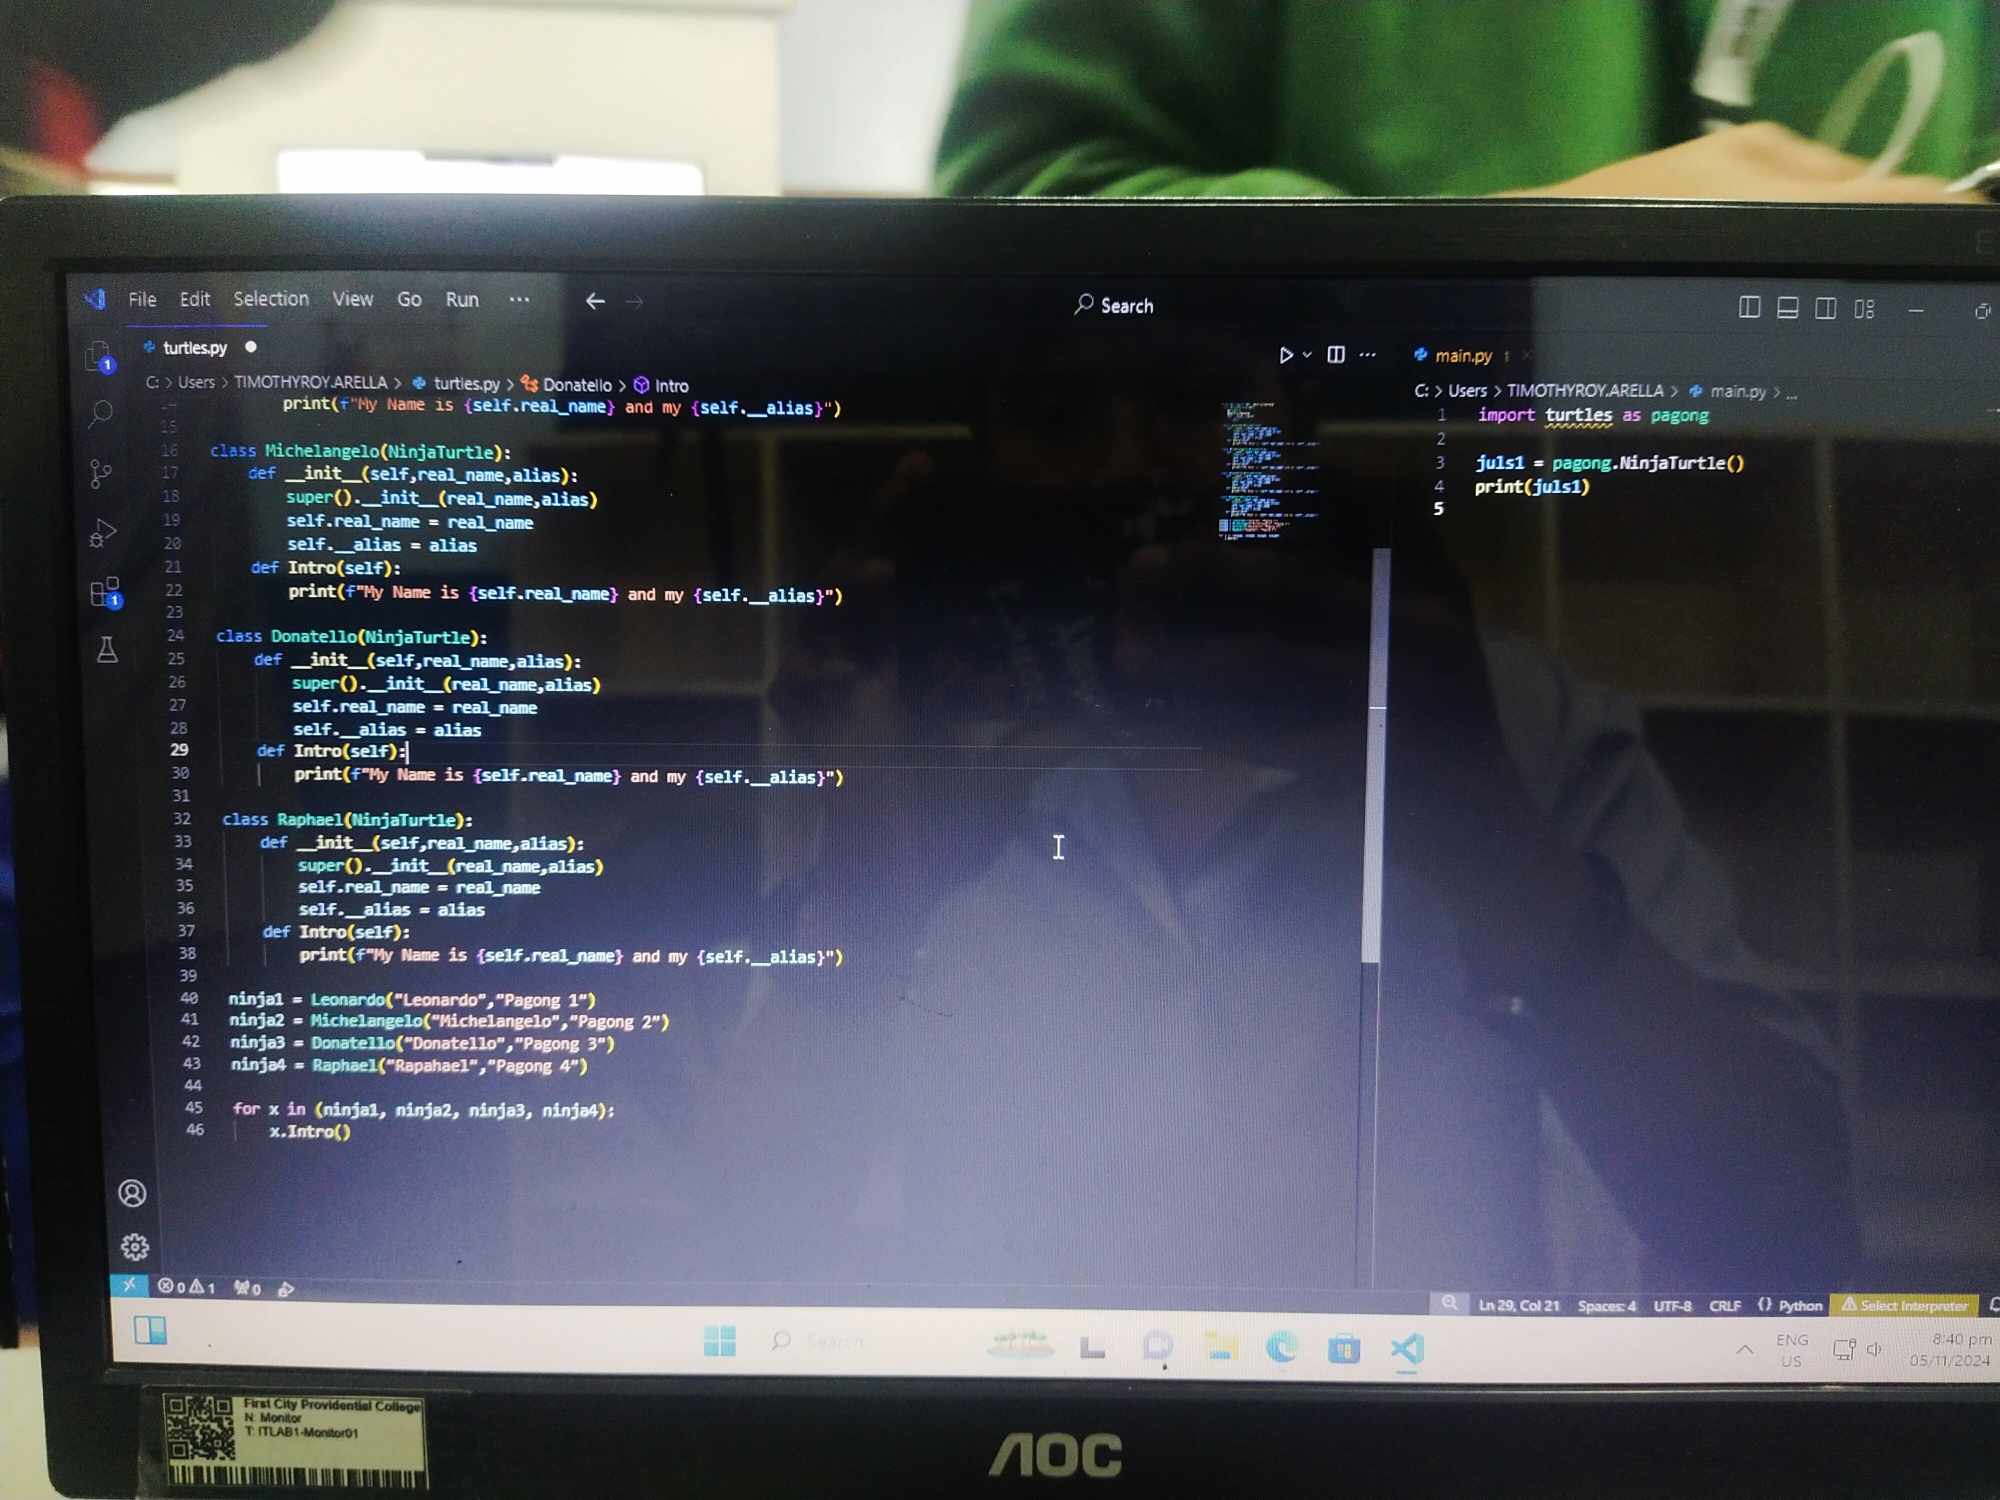 File Edit Selection View Go Run ... Search
turtles.py
C: > Users > TIMOTHYROY.ARELLA > turtles.py > Donatello > Intro
print(f"My Name is {self.real_name} and my {self.__alias}")
15
16 class Michelangelo(NinjaTurtle):
17 def __init__(self,real_name,alias):
18 super().__init__(real_name,alias)
19 self.real_name = real_name
20 self.__alias = alias
21 def Intro(self):
22 print(f"My Name is {self.real_name} and my {self.__alias}")
23
24 class Donatello(NinjaTurtle):
25 def __init__(self,real_name,alias):
26 super().__init__(real_name,alias)
27 self.real_name = real_name
28 self.__alias = alias
29 def Intro(self):
30 print(f"My Name is {self.real_name} and my {self.__alias}")
31
32 class Raphael(NinjaTurtle):
33 def __init__(self,real_name,alias):
34 super().__init__(real_name,alias)
35 self.real_name = real_name
36 self.__alias = alias
37 def Intro(self):
38 print(f"My Name is {self.real_name} and my {self.__alias}")
39
40 ninja1 = Leonardo("Leonardo","Pagong 1")
41 ninja2 = Michelangelo("Michelangelo","Pagong 2")
42 ninja3 = Donatello("Donatello","Pagong 3")
43 ninja4 = Raphael("Rapahael","Pagong 4")
44
45 for x in (ninja1, ninja2, ninja3, ninja4):
46 x.Intro()
main.py 1
C: > Users > TIMOTHYROY.ARELLA > main.py > ...
1 import turtles as pagong
2
3 juls1 = pagong.NinjaTurtle()
4 print(juls1)
5
0 1 0 Ln 29, Col 21 Spaces: 4 UTF-8 CRLF {} Python Select Interpreter
Search
ENG
US
8:40 pm
05/11/2024
First City Providential College
N: Monitor
T: ITLAB1-Monitor01
AOC